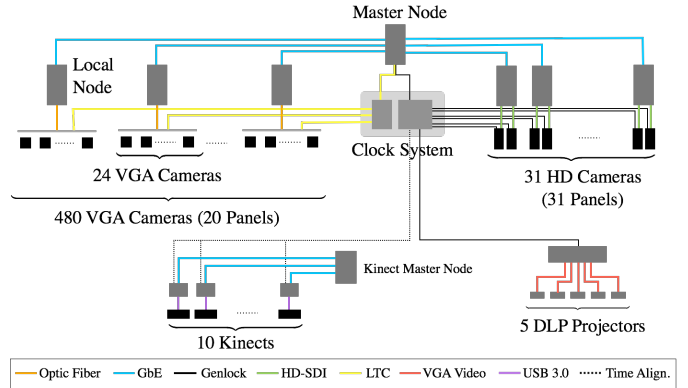 Master Node
Local
Node
Clock System
24 VGA Cameras
480 VGA Cameras (20 Panels)
31 HD Cameras
(31 Panels)
Kinect Master Node
10 Kinects
5 DLP Projectors
Optic Fiber GbE Genlock HD-SDI LTC VGA Video USB 3.0 Time Align.